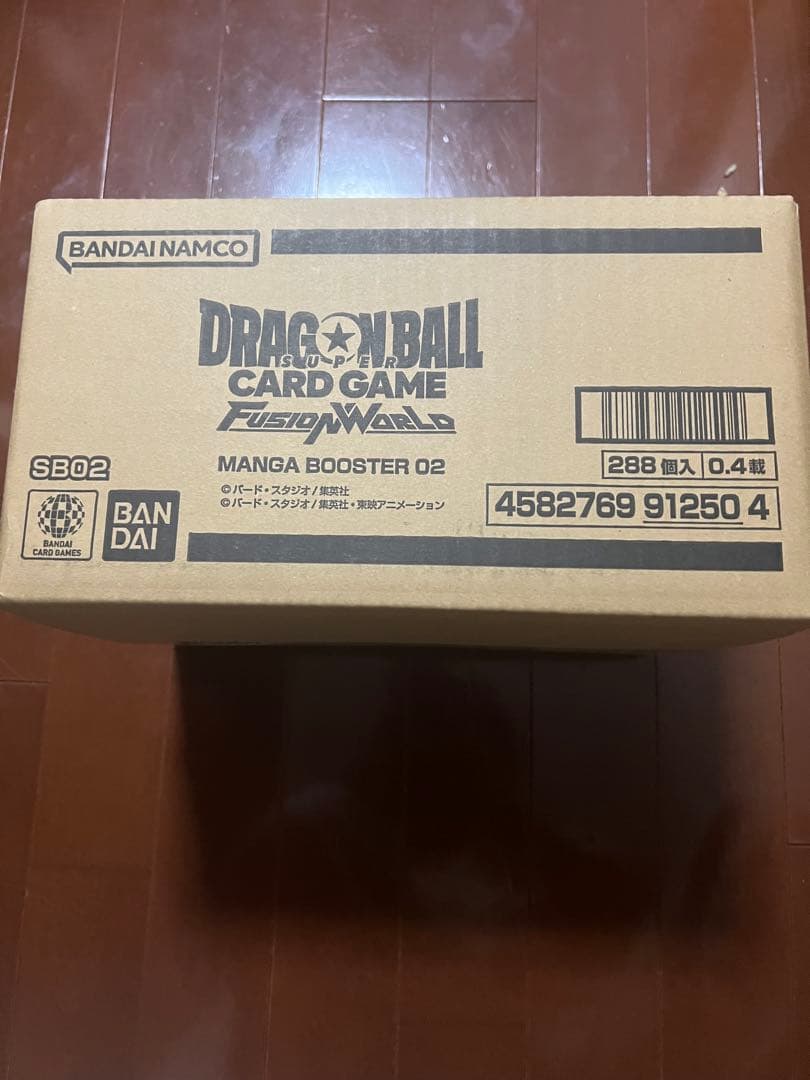 BANDAI NAMCO
DRAGON BALL
SUPER
CARD GAME
FUSION WORLD
MANGA BOOSTER 02
SB02
©バード・スタジオ/集英社
©バード・スタジオ/集英社・東映アニメーション
288個入 0.4載
4582769 91250 4
BANDAI
CARD GAMES
BAN
DAI